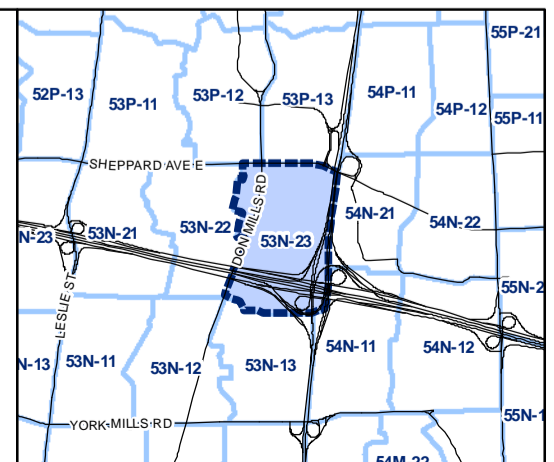 55P-21
52P-13
53P-11
53P-12
53P-13
54P-11
54P-12
55P-11
SHEPPARD AVE E
DON MILLS RD
N-23
53N-21
53N-22
53N-23
54N-21
54N-22
55N-2
LESLIE ST
N-13
53N-11
53N-12
53N-13
54N-11
54N-12
55N-1
YORK MILLS RD
54M-22